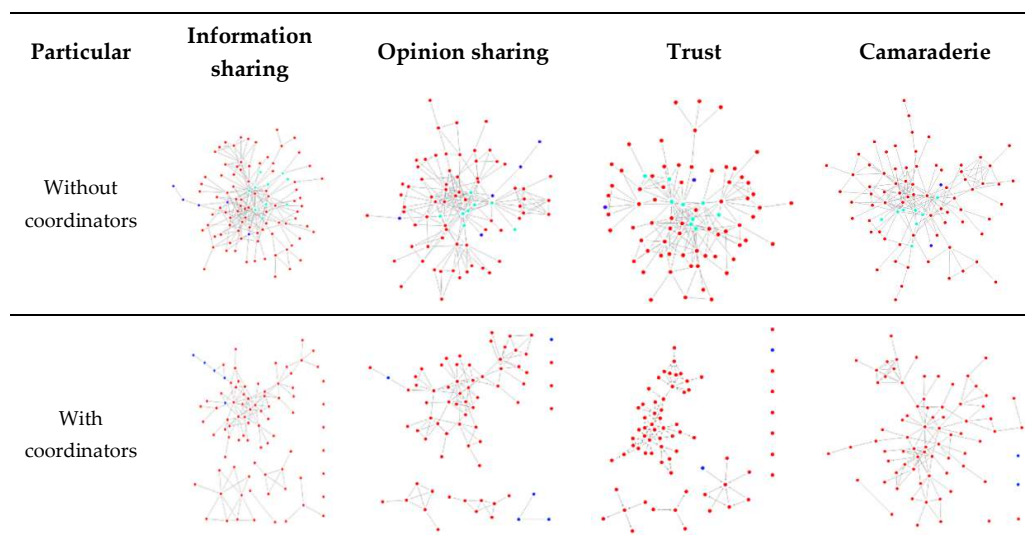 Particular
Information
sharing
Opinion sharing
Trust
Camaraderie
Without
coordinators
With
coordinators